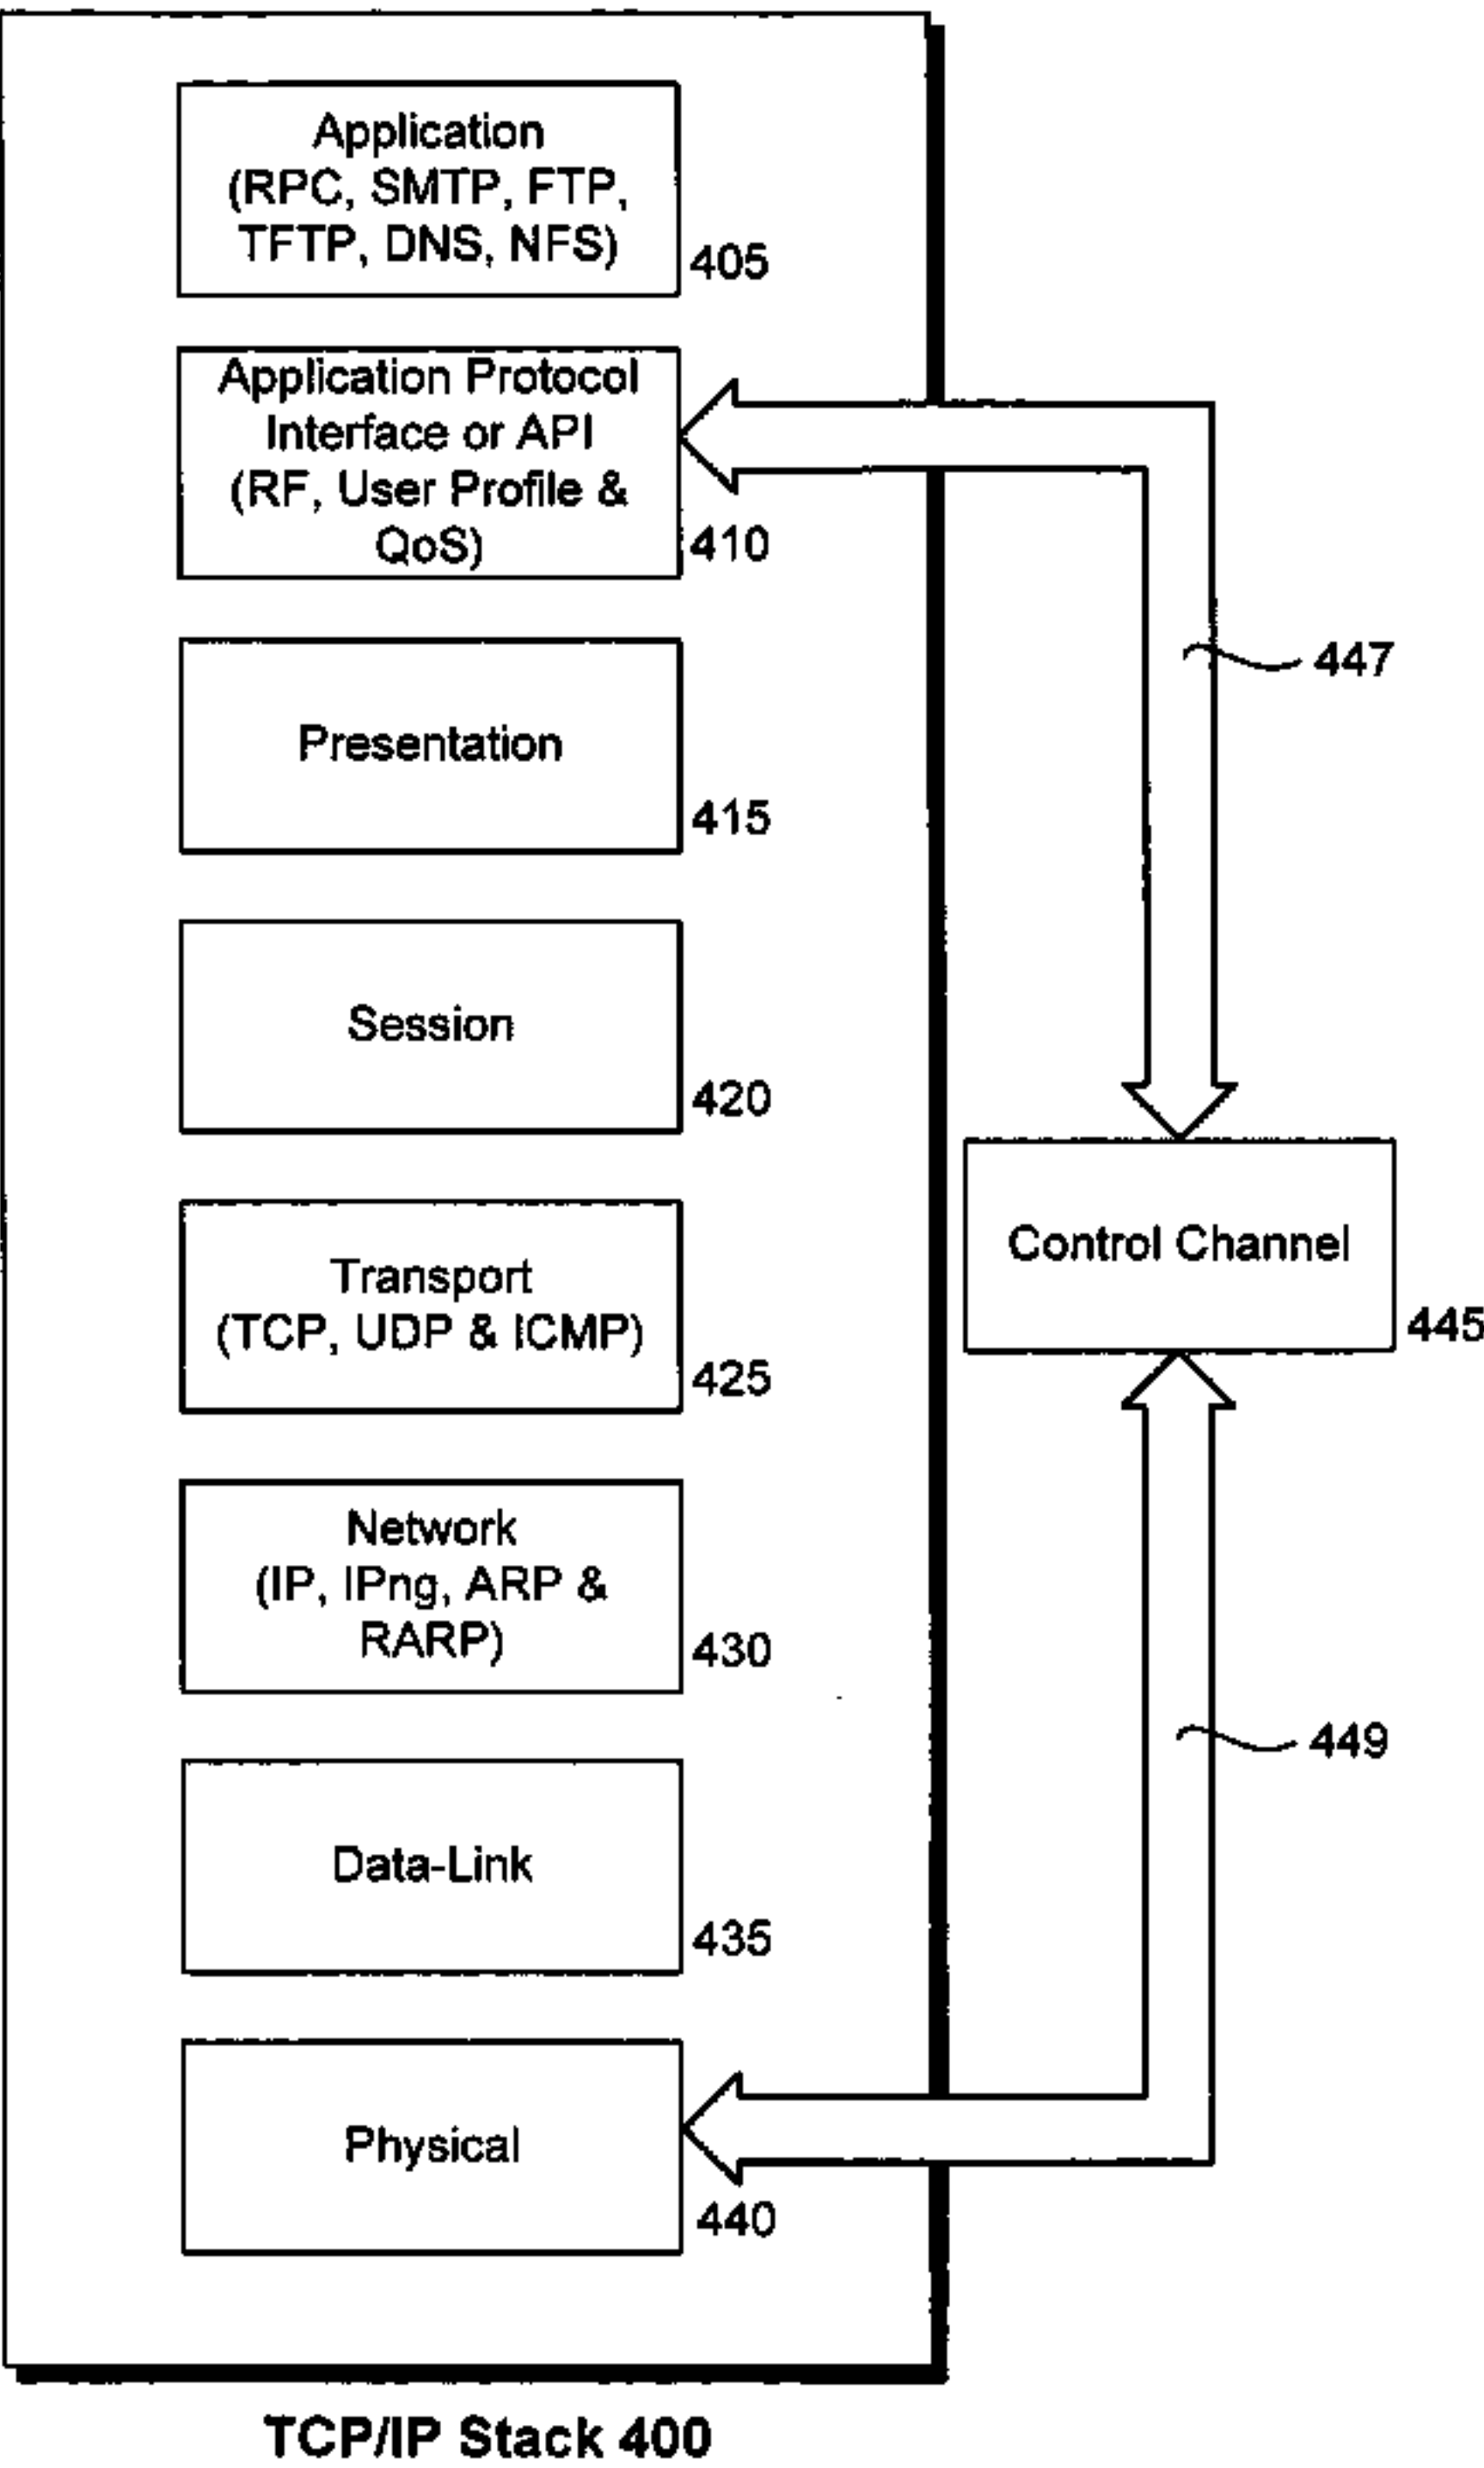 Application
(RPC, SMTP, FTP,
TFTP, DNS, NFS)
405
Application Protocol
Interface or API
(RF, User Profile &
QoS)
410
447
Presentation
415
Session
420
Control Channel
445
Transport
(TCP, UDP & ICMP)
425
Network
(IP, IPng, ARP &
RARP)
430
449
Data-Link
435
Physical
440
TCP/IP Stack 400